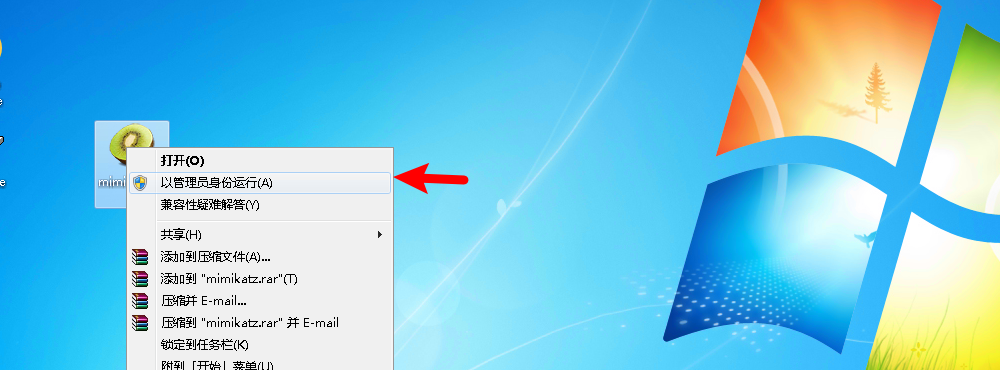 打开(O)
以管理员身份运行(A)
兼容性疑难解答(Y)
共享(H)
添加到压缩文件(A)...
添加到 "mimikatz.rar"(T)
压缩并 E-mail...
压缩到 "mimikatz.rar" 并 E-mail
锁定到任务栏(K)
附到「开始」菜单(U)